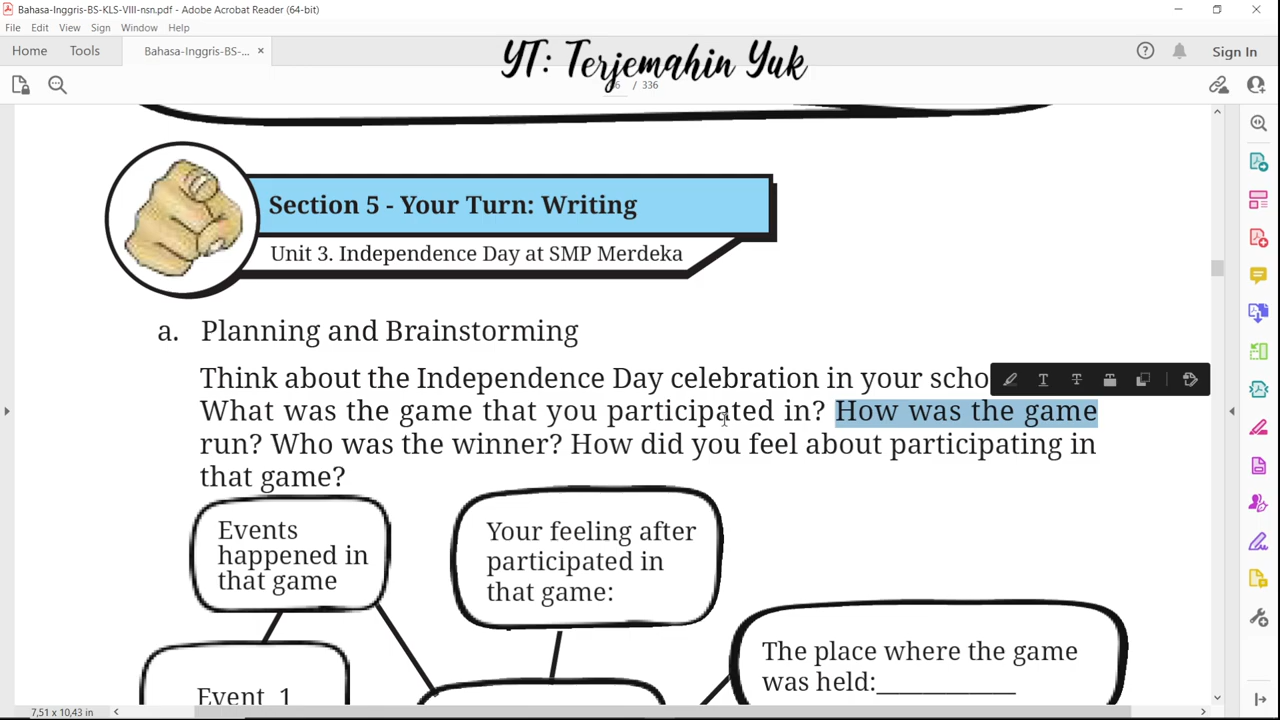 Bahasa-Inggris-BS-KLS-VIII-nsn.pdf - Adobe Acrobat Reader (64-bit)
File Edit View Sign Window Help
Home Tools Bahasa-Inggris-BS-... × Sign In
YT: Terjemahin Yuk
6 / 336
Section 5 - Your Turn: Writing
Unit 3. Independence Day at SMP Merdeka
a. Planning and Brainstorming
Think about the Independence Day celebration in your scho
What was the game that you participated in? How was the game
run? Who was the winner? How did you feel about participating in
that game?
Events
happened in
that game
Your feeling after
participated in
that game:
The place where the game
was held:____________
Event 1
7,51 x 10,43 in